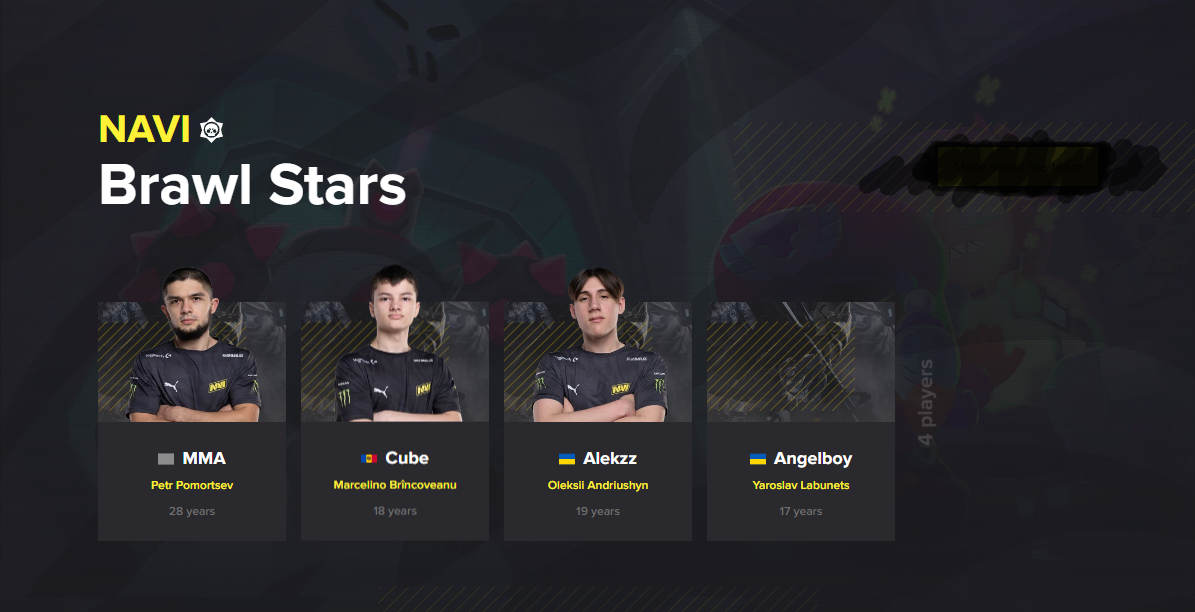 NAVI
Brawl Stars
4 players
MMA
Petr Pomortsev
28 years
Cube
Marcelino Brîncoveanu
18 years
Alekzz
Oleksii Andriushyn
19 years
Angelboy
Yaroslav Labunets
17 years